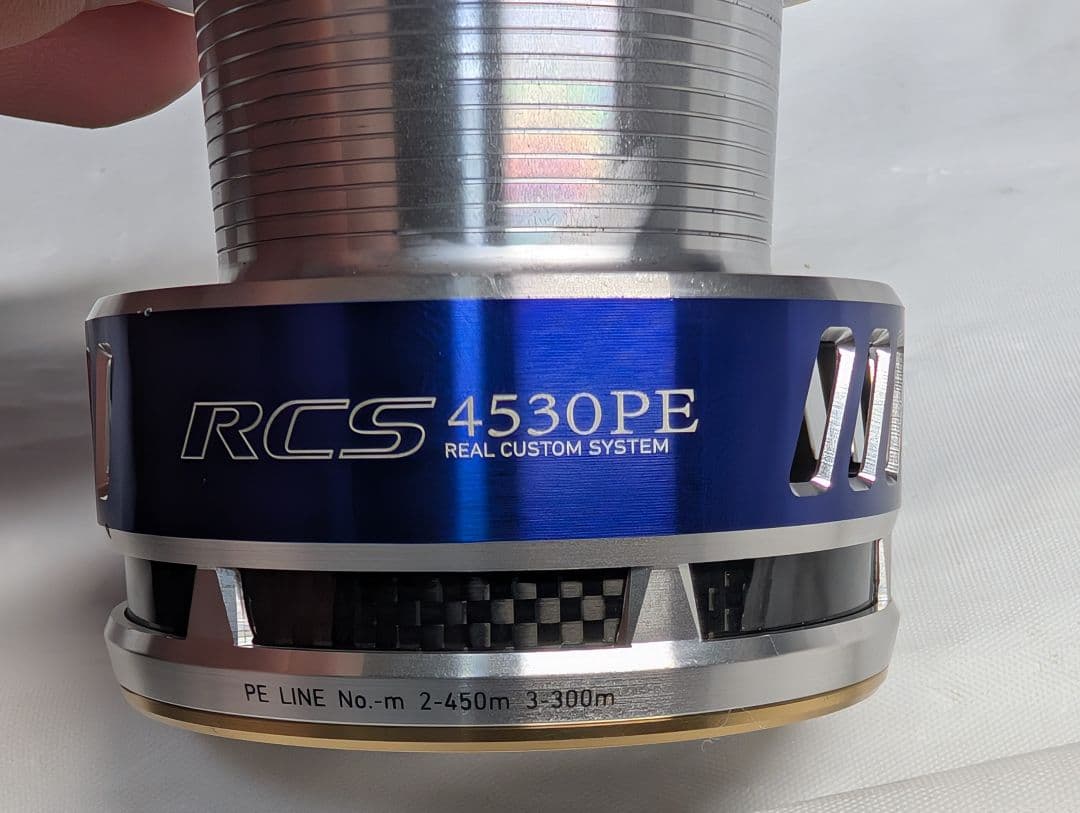 RCS 4530PE
REAL CUSTOM SYSTEM
PE LINE No.-m 2-450m 3-300m